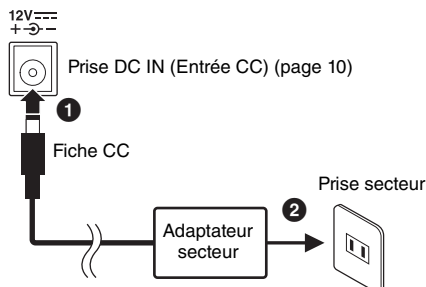 12V
+ -
Prise DC IN (Entrée CC) (page 10)
1
Fiche CC
Prise secteur
2
Adaptateur
secteur